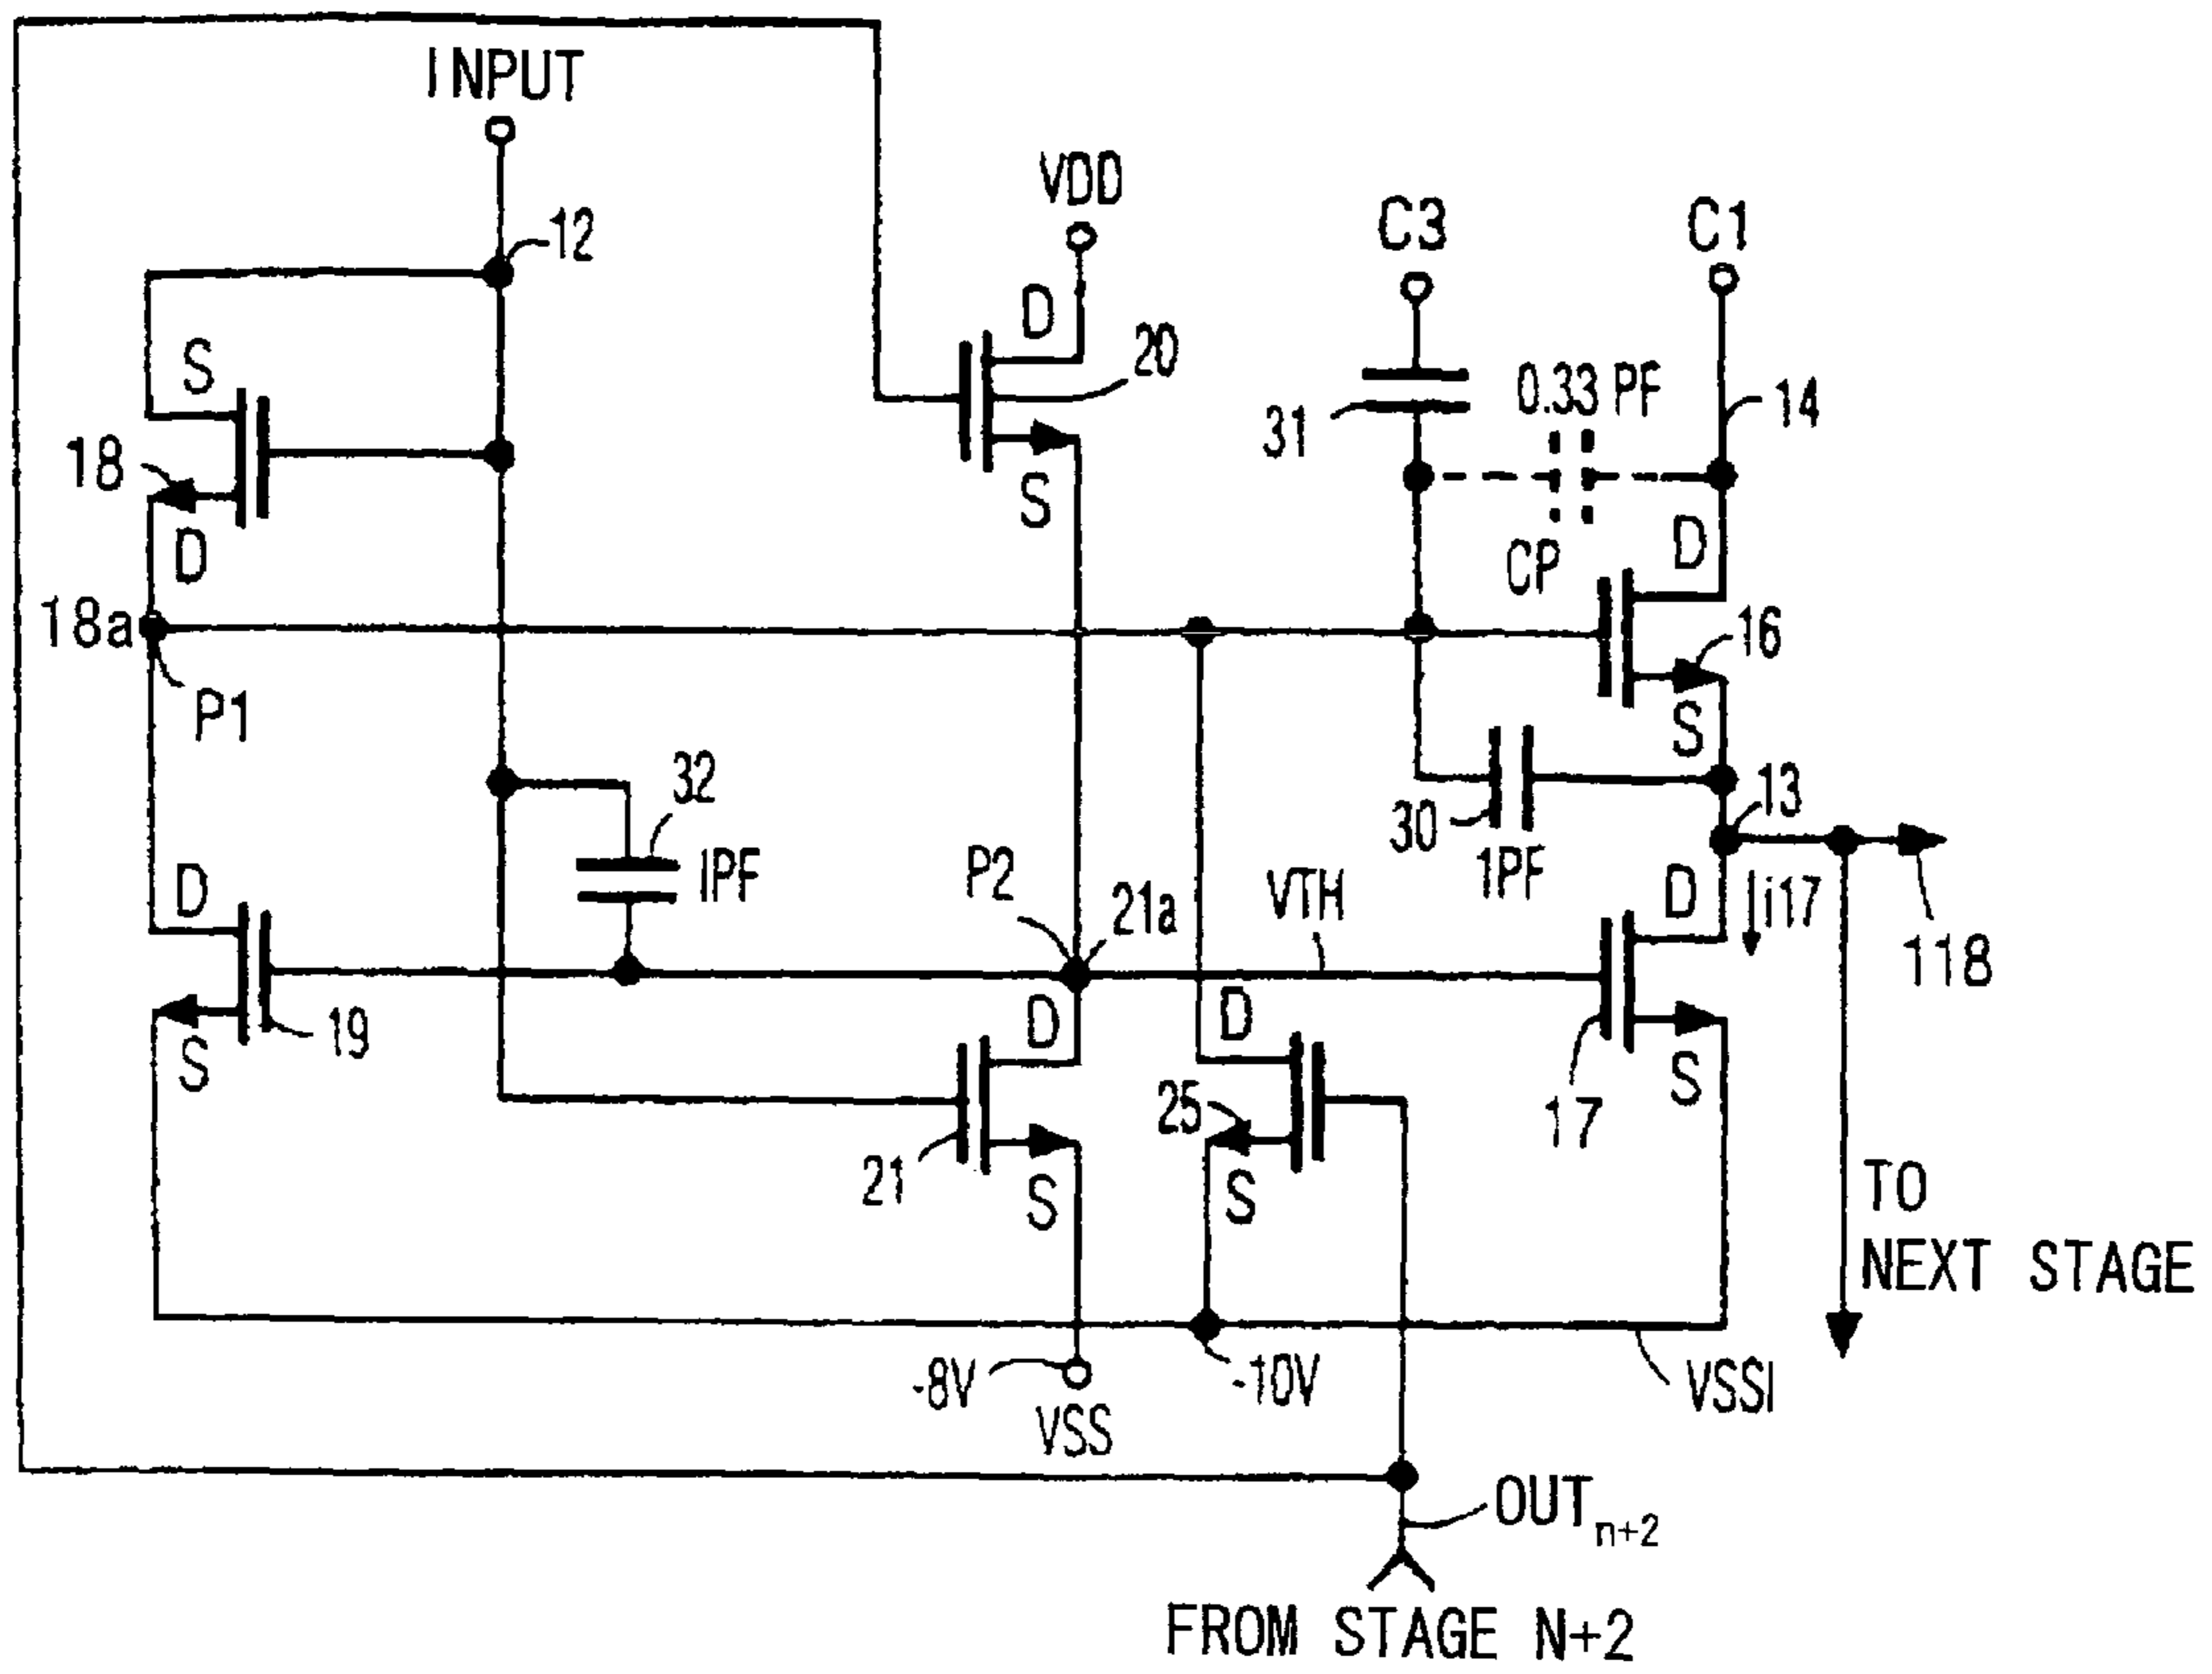 INPUT
VDD
C3
C1
12
D
20
S
0.33 PF
14
31
18
S
D
CP
D
18a
16
P1
S
32
13
30
1PF
IPF
P2
21a
VTH
D
i17
D
118
19
D
D
S
25
17
S
21
S
S
TO
NEXT STAGE
-8V
-10V
VSSI
VSS
OUTn+2
FROM STAGE N+2